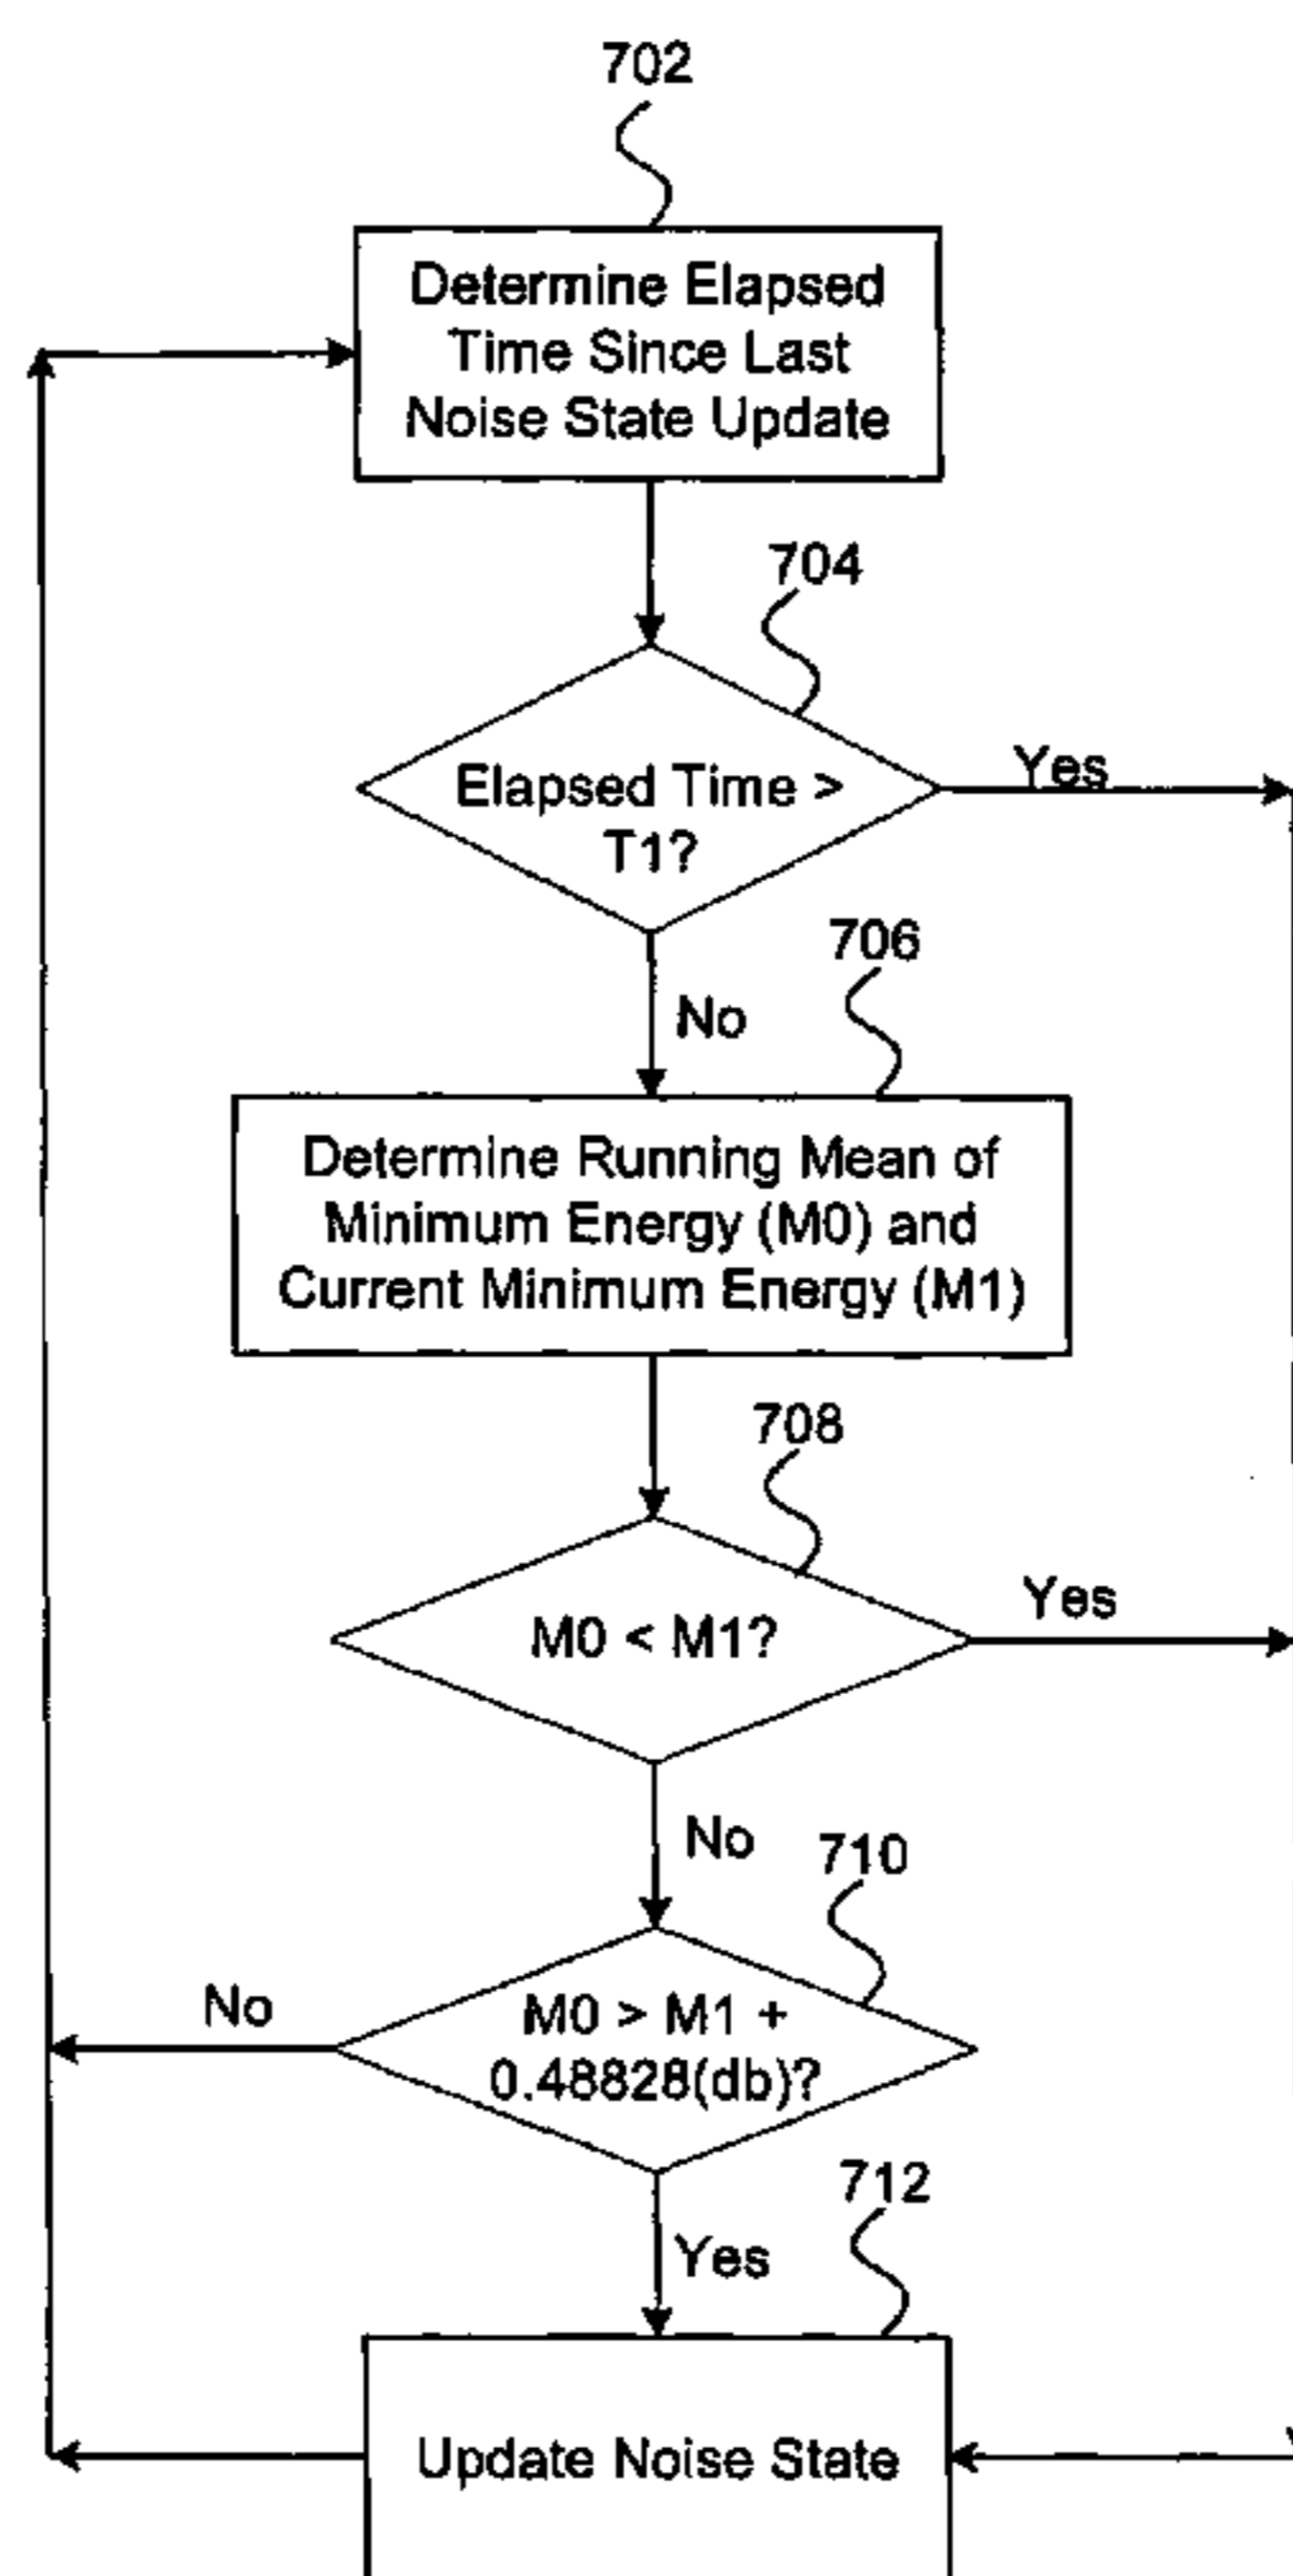 702
Determine Elapsed
Time Since Last
Noise State Update
704
Elapsed Time >
T1?
Yes
706
No
Determine Running Mean of
Minimum Energy (M0) and
Current Minimum Energy (M1)
708
M0 < M1?
Yes
No
710
M0 > M1 +
0.48828(db)?
No
712
Yes
Update Noise State